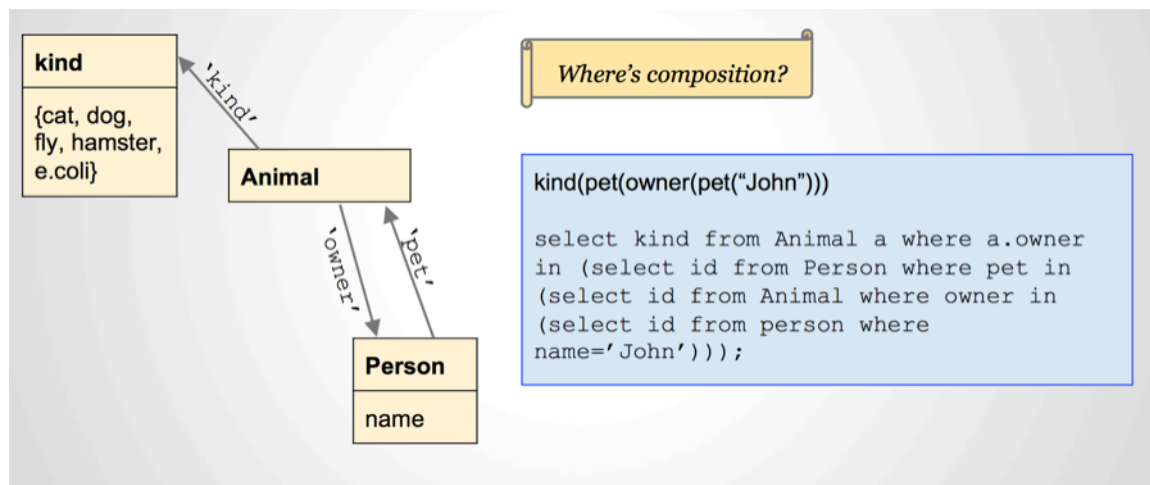 kind
{cat, dog,
fly, hamster,
e.coli}
‘kind’
Animal
‘owner’
‘pet’
Person
name
Where’s composition?
kind(pet(owner(pet(“John”)))
select kind from Animal a where a.owner
in (select id from Person where pet in
(select id from Animal where owner in
(select id from person where
name=’John’)));